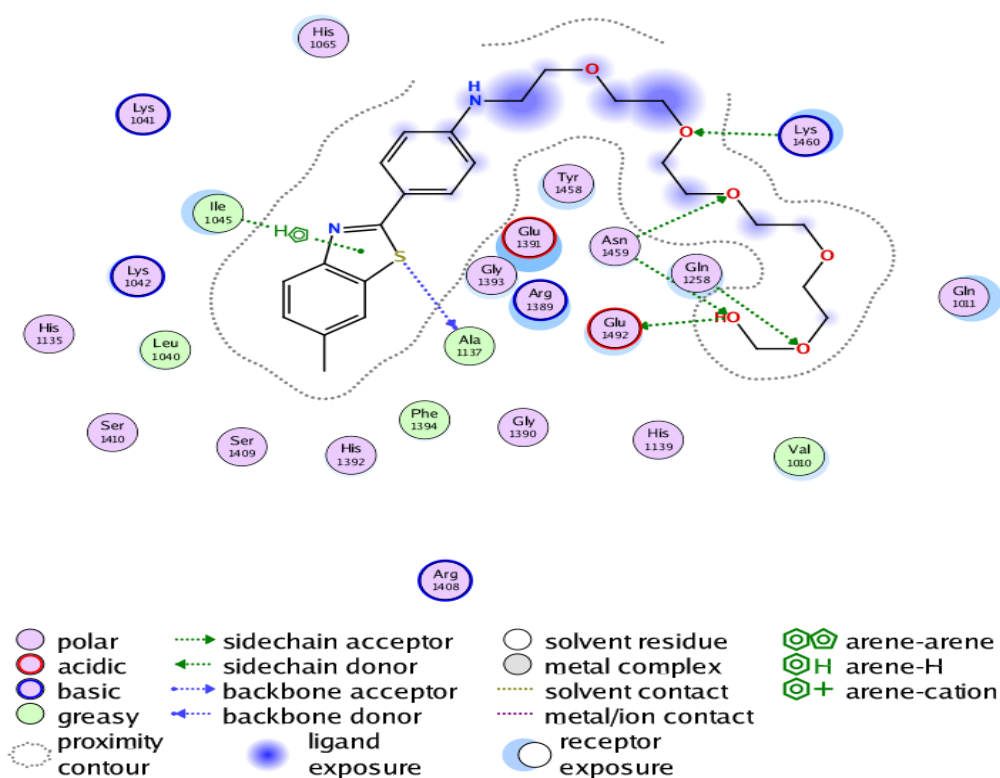 His
1065
Lys
1041
H
N
O
O
Lys
1460
Tyr
1458
Ile
1045
H
N
S
Glu
1391
Asn
1459
O
Gly
1393
Gln
1258
O
Lys
1042
Arg
1389
Gln
1011
HO
Glu
1492
His
1135
Leu
1040
Ala
1137
O
Phe
1394
Ser
1410
Ser
1409
His
1392
Gly
1390
His
1139
Val
1010
Arg
1408
polar
acidic
basic
greasy
proximity
contour
sidechain acceptor
sidechain donor
backbone acceptor
backbone donor
ligand
exposure
solvent residue
metal complex
solvent contact
metal/ion contact
receptor
exposure
arene-arene
H arene-H
+ arene-cation